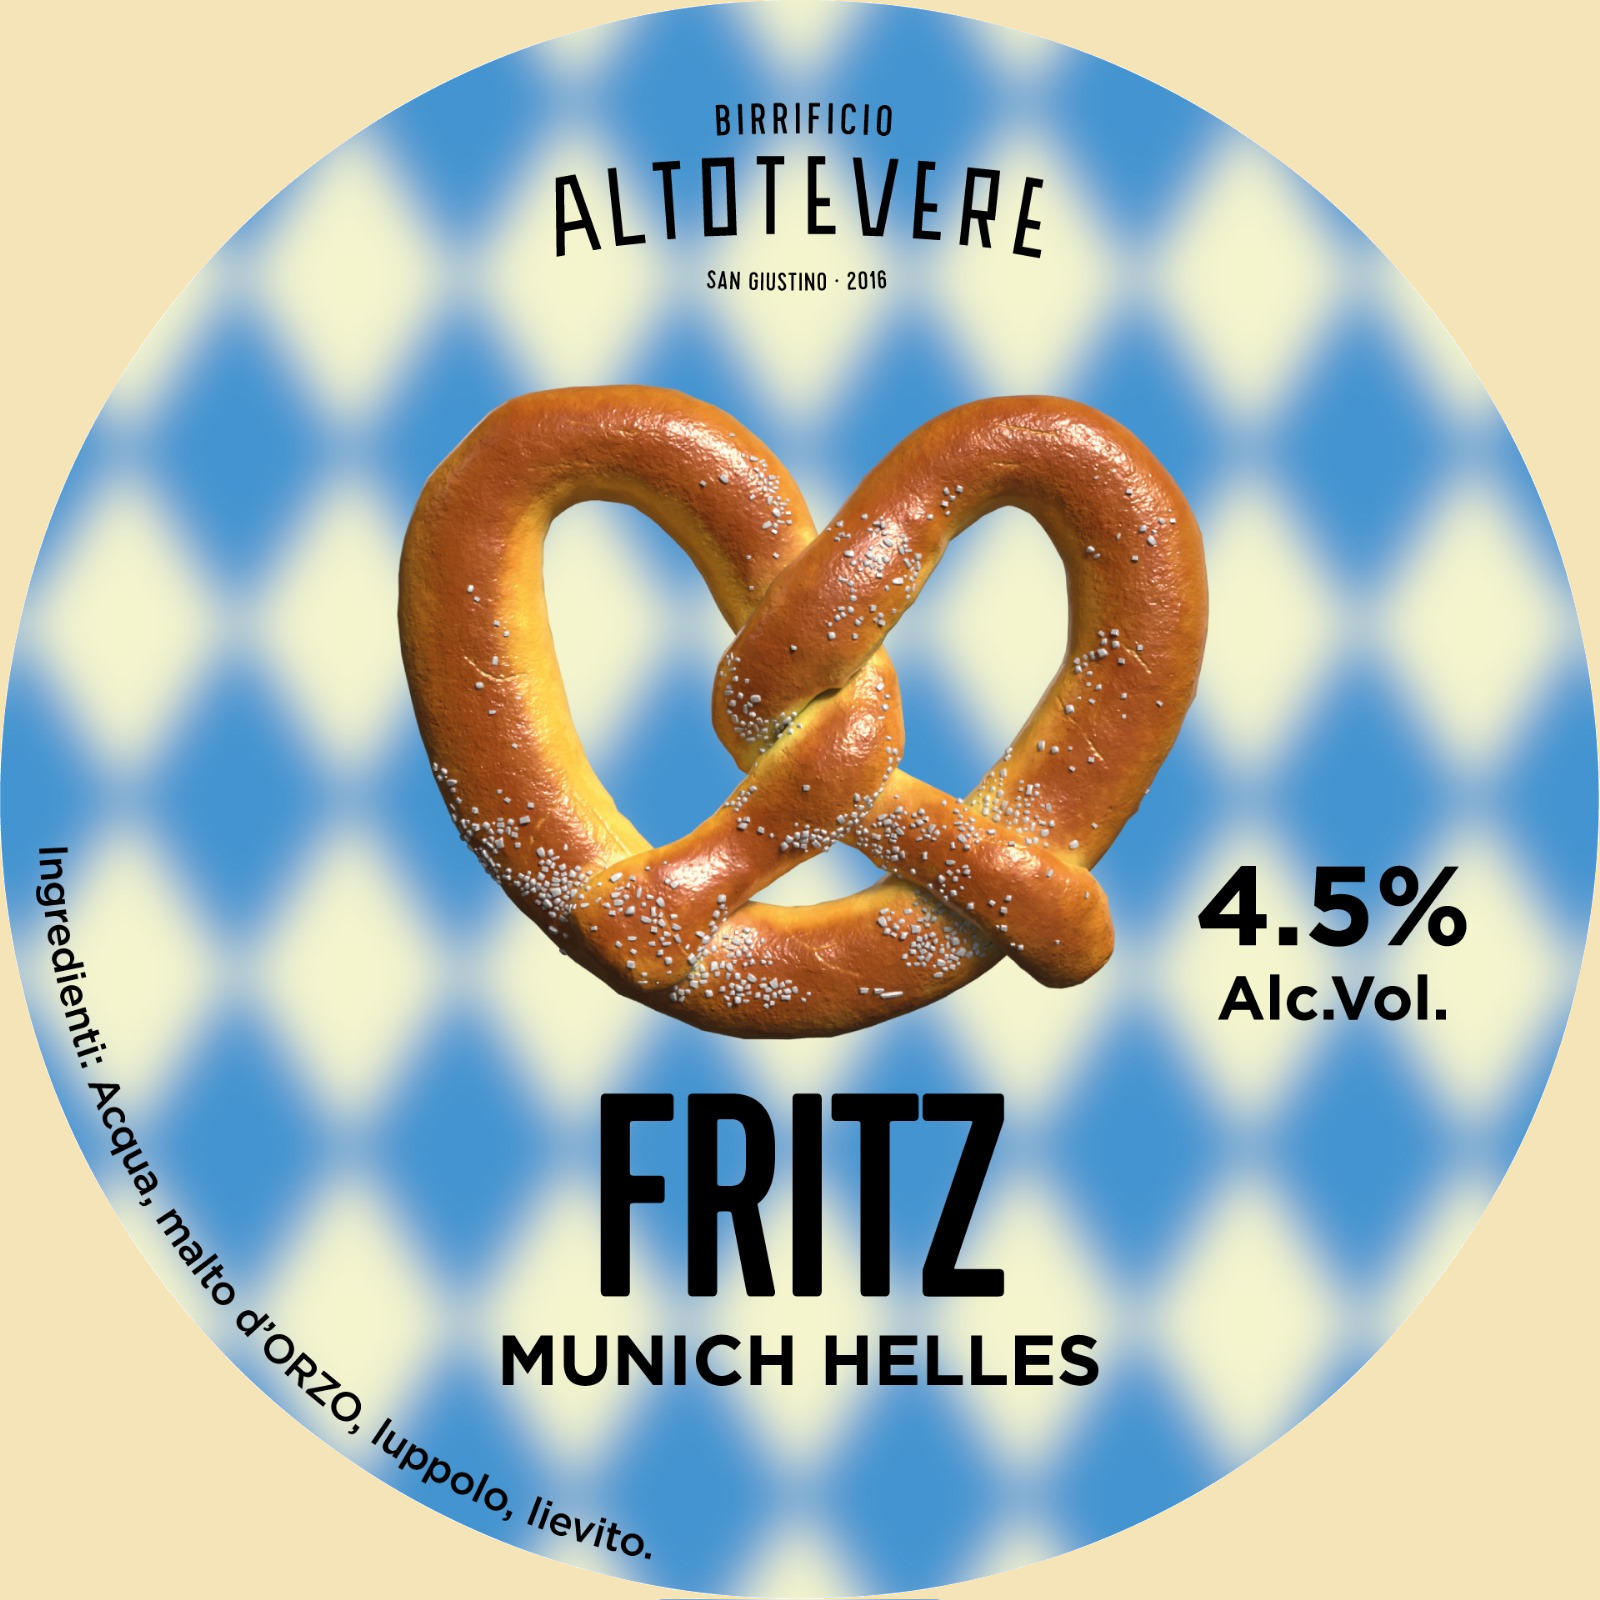 BIRRIFICIO
ALTOTEVERE
SAN GIUSTINO · 2016
4.5%
Alc.Vol.
FRITZ
MUNICH HELLES
Ingredienti: Acqua, malto d'ORZO, luppolo, lievito.